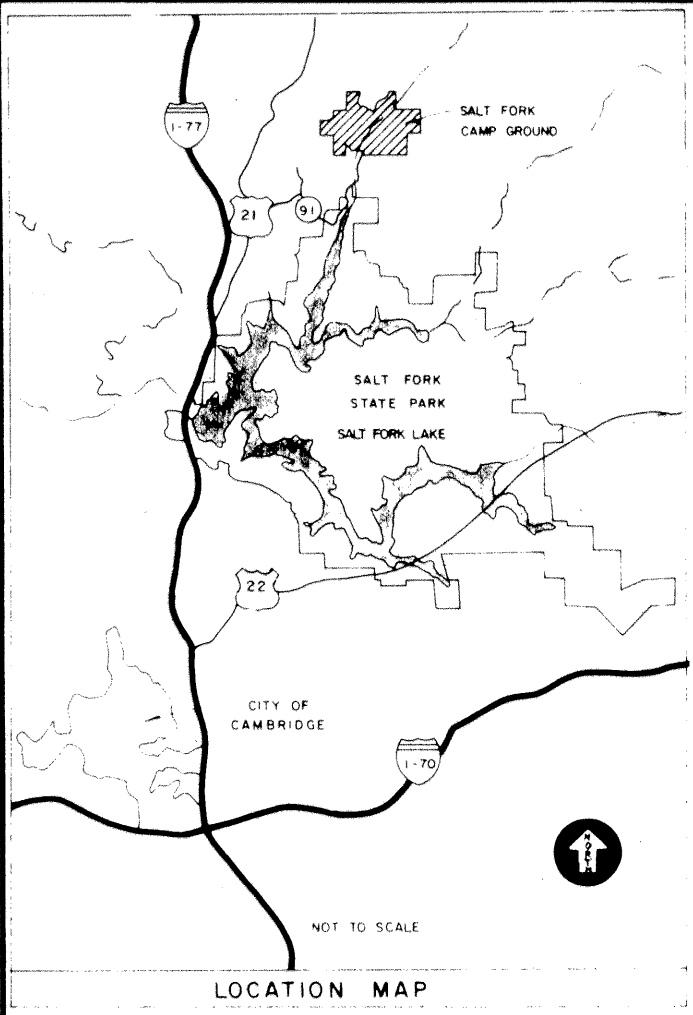 SALT FORK
CAMP GROUND
I-77
21
91
SALT FORK
STATE PARK
SALT FORK LAKE
22
CITY OF
CAMBRIDGE
I-70
NORTH
NOT TO SCALE
LOCATION MAP